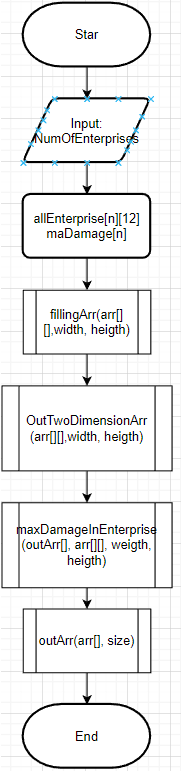 Star
Input:
NumOfEnterprises
allEnterprise[n][12]
maDamage[n]
fillingArr(arr[]
[],width, heigth)
OutTwoDimensionArr
(arr[][],width, heigth)
maxDamageInEnterprise
(outArr[], arr[][], weigth,
heigth)
outArr(arr[], size)
End